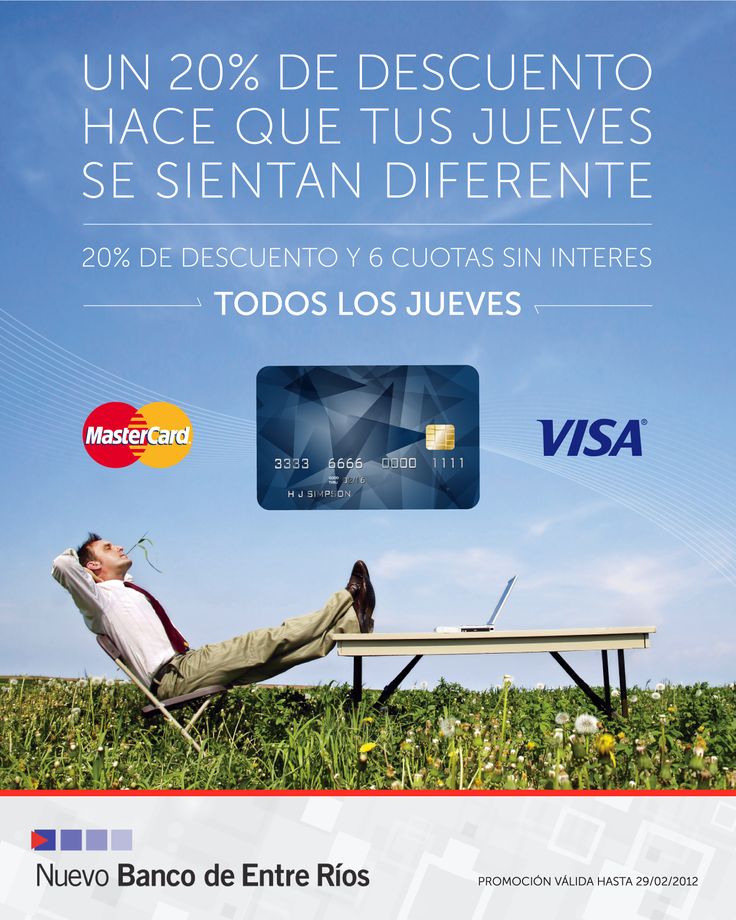 UN 20% DE DESCUENTO
HACE QUE TUS JUEVES
SE SIENTAN DIFERENTE
20% DE DESCUENTO Y 6 CUOTAS SIN INTERES
TODOS LOS JUEVES
MasterCard
3333 6666 0000 1111
GOOD
THRU
H J SIMPSON
VISA®
Nuevo Banco de Entre Ríos
PROMOCIÓN VÁLIDA HASTA 29/02/2012